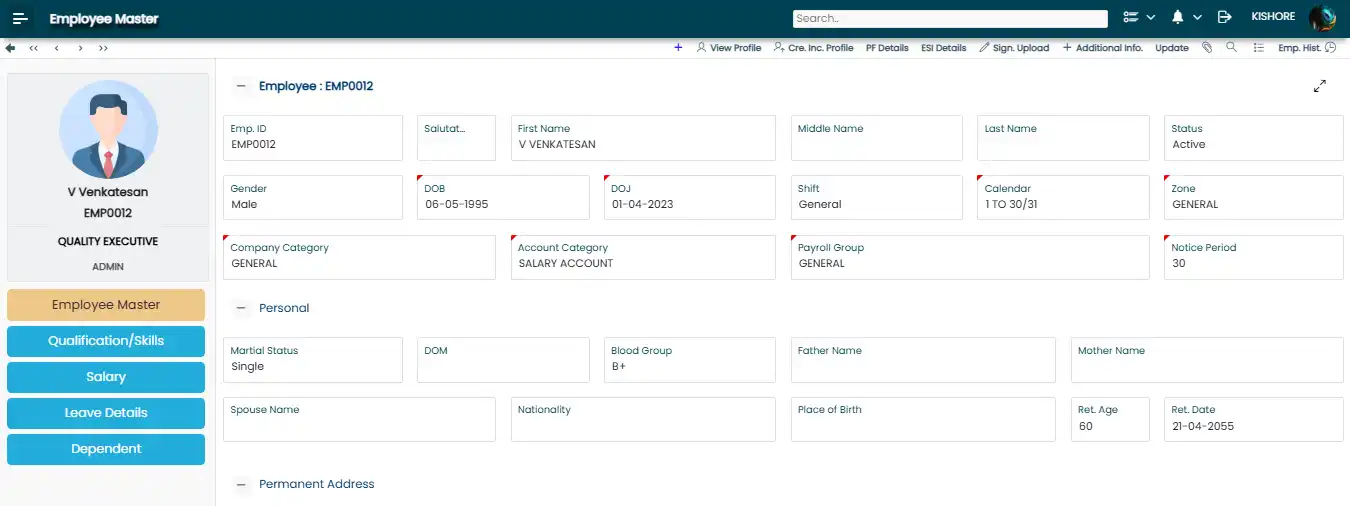 Employee Master
Search..
KISHORE
View Profile
Cre. Inc. Profile
PF Details
ESI Details
Sign. Upload
Additional Info.
Update
Emp. Hist.
V Venkatesan
EMP0012
QUALITY EXECUTIVE
ADMIN
Employee Master
Qualification/Skills
Salary
Leave Details
Dependent
Employee : EMP0012
Emp. ID
EMP0012
Salutat...
First Name
V VENKATESAN
Middle Name
Last Name
Status
Active
Gender
Male
DOB
06-05-1995
DOJ
01-04-2023
Shift
General
Calendar
1 TO 30/31
Zone
GENERAL
Company Category
GENERAL
Account Category
SALARY ACCOUNT
Payroll Group
GENERAL
Notice Period
30
Personal
Martial Status
Single
DOM
Blood Group
B+
Father Name
Mother Name
Spouse Name
Nationality
Place of Birth
Ret. Age
60
Ret. Date
21-04-2055
Permanent Address